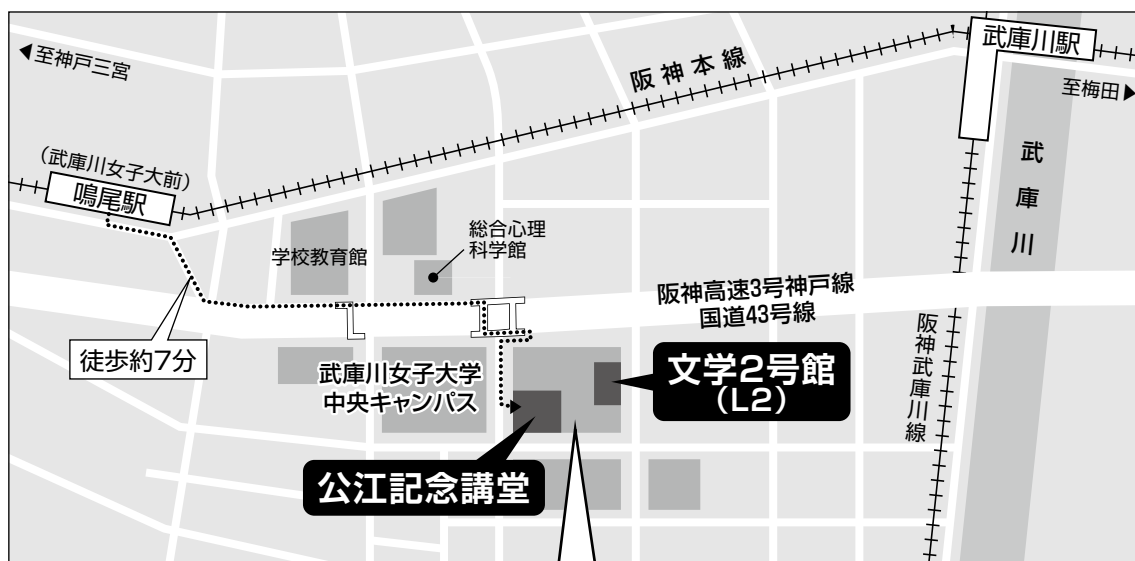 至神戸三宮
阪神本線
武庫川駅
至梅田
(武庫川女子大前)
鳴尾駅
武庫川
学校教育館
総合心理
科学館
阪神高速3号神戸線
国道43号線
徒歩約7分
武庫川女子大学
中央キャンパス
文学2号館
(L2)
阪神武庫川線
公江記念講堂